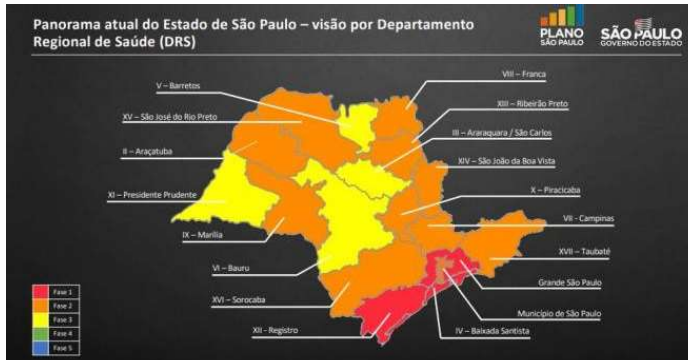 Panorama atual do Estado de São Paulo – visão por Departamento
Regional de Saúde (DRS)
PLANO
SÃO PAULO
SÃO PAULO
GOVERNO DO ESTADO
VIII – Franca
V – Barretos
XIII – Ribeirão Preto
XV – São José do Rio Preto
III – Araraquara / São Carlos
II – Araçatuba
XIV – São João da Boa Vista
XI – Presidente Prudente
X – Piracicaba
VII - Campinas
IX – Marília
XVII – Taubaté
VI – Bauru
Grande São Paulo
XVI – Sorocaba
Município de São Paulo
XII - Registro
IV – Baixada Santista
Fase 1
Fase 2
Fase 3
Fase 4
Fase 5